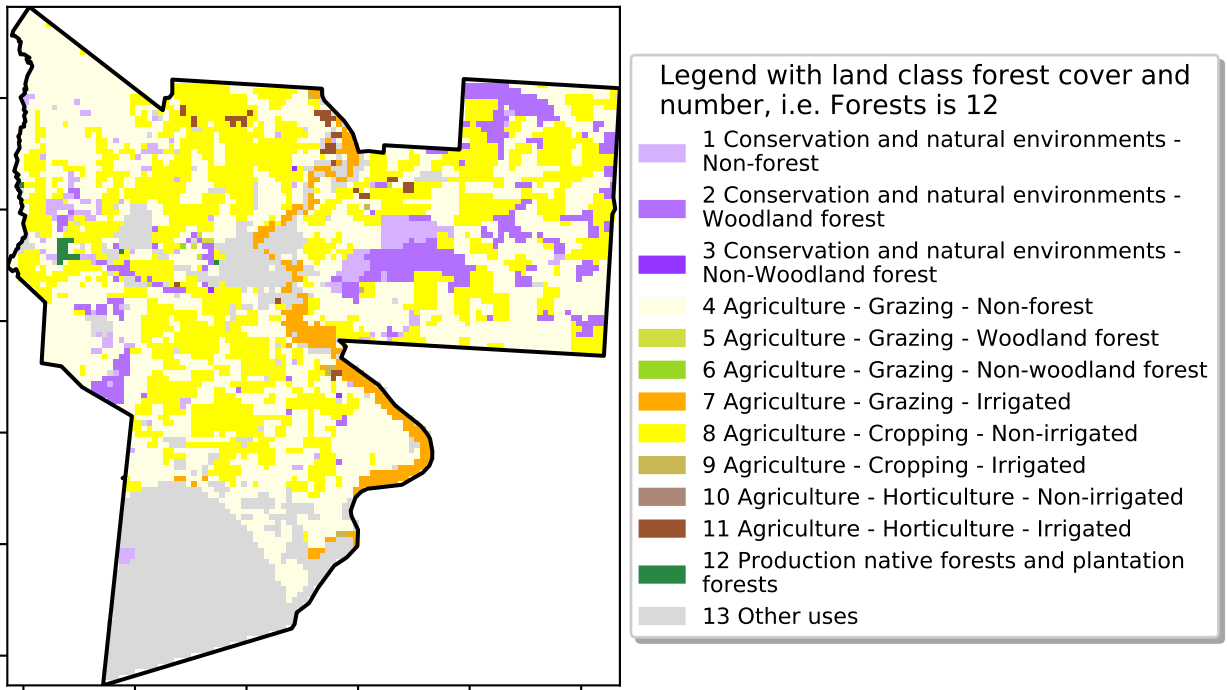 Legend with land class forest cover and
number, i.e. Forests is 12
1 Conservation and natural environments -
Non-forest
2 Conservation and natural environments -
Woodland forest
3 Conservation and natural environments -
Non-Woodland forest
4 Agriculture - Grazing - Non-forest
5 Agriculture - Grazing - Woodland forest
6 Agriculture - Grazing - Non-woodland forest
7 Agriculture - Grazing - Irrigated
8 Agriculture - Cropping - Non-irrigated
9 Agriculture - Cropping - Irrigated
10 Agriculture - Horticulture - Non-irrigated
11 Agriculture - Horticulture - Irrigated
12 Production native forests and plantation
forests
13 Other uses